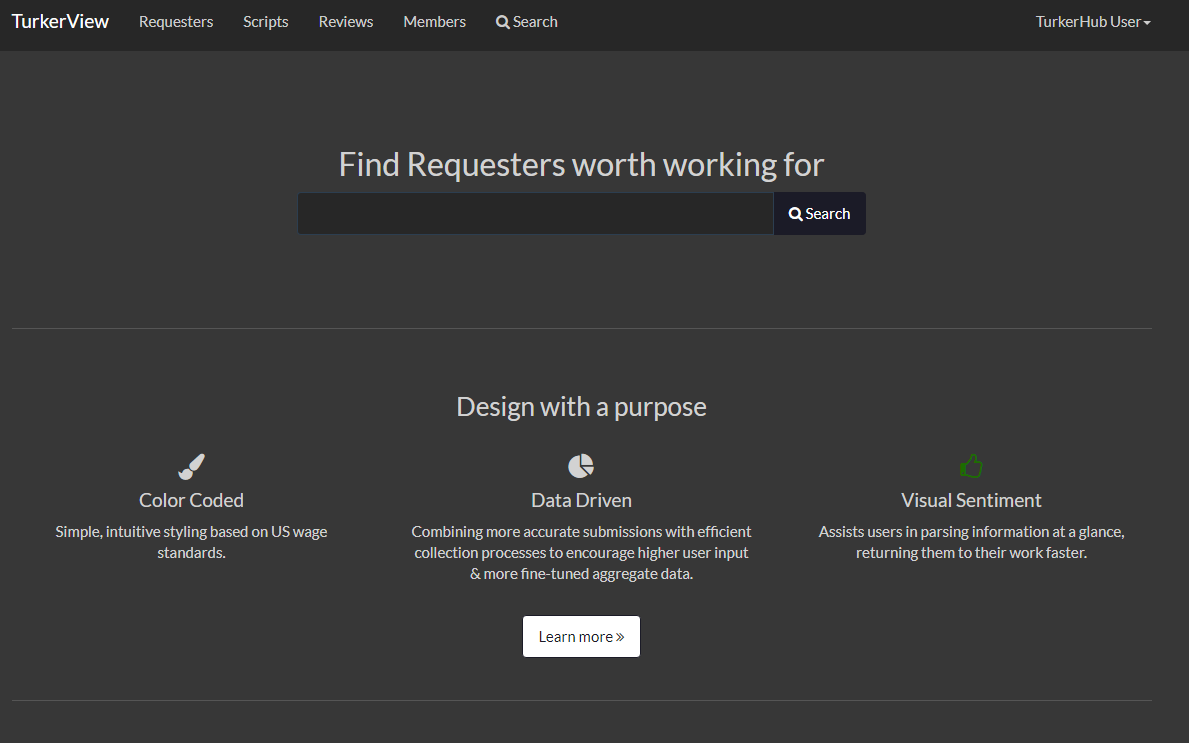 TurkerView Requesters Scripts Reviews Members Search TurkerHub User
Find Requesters worth working for
Search
Design with a purpose
Color Coded
Simple, intuitive styling based on US wage
standards.
Data Driven
Combining more accurate submissions with efficient
collection processes to encourage higher user input
& more fine-tuned aggregate data.
Visual Sentiment
Assists users in parsing information at a glance,
returning them to their work faster.
Learn more »